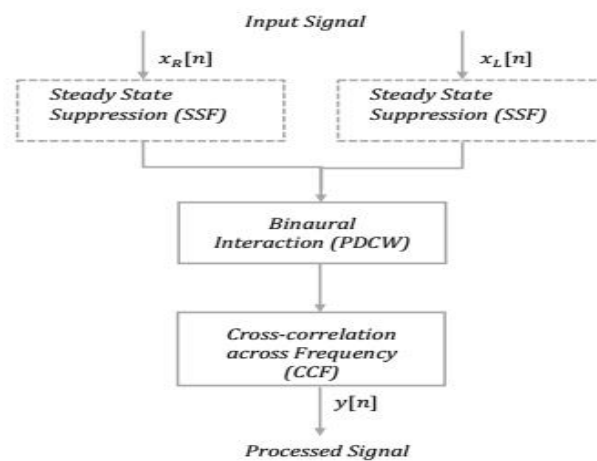 Input Signal
x_R[n]
x_L[n]
Steady State
Suppression (SSF)
Steady State
Suppression (SSF)
Binaural
Interaction (PDCW)
Cross-correlation
across Frequency
(CCF)
y[n]
Processed Signal